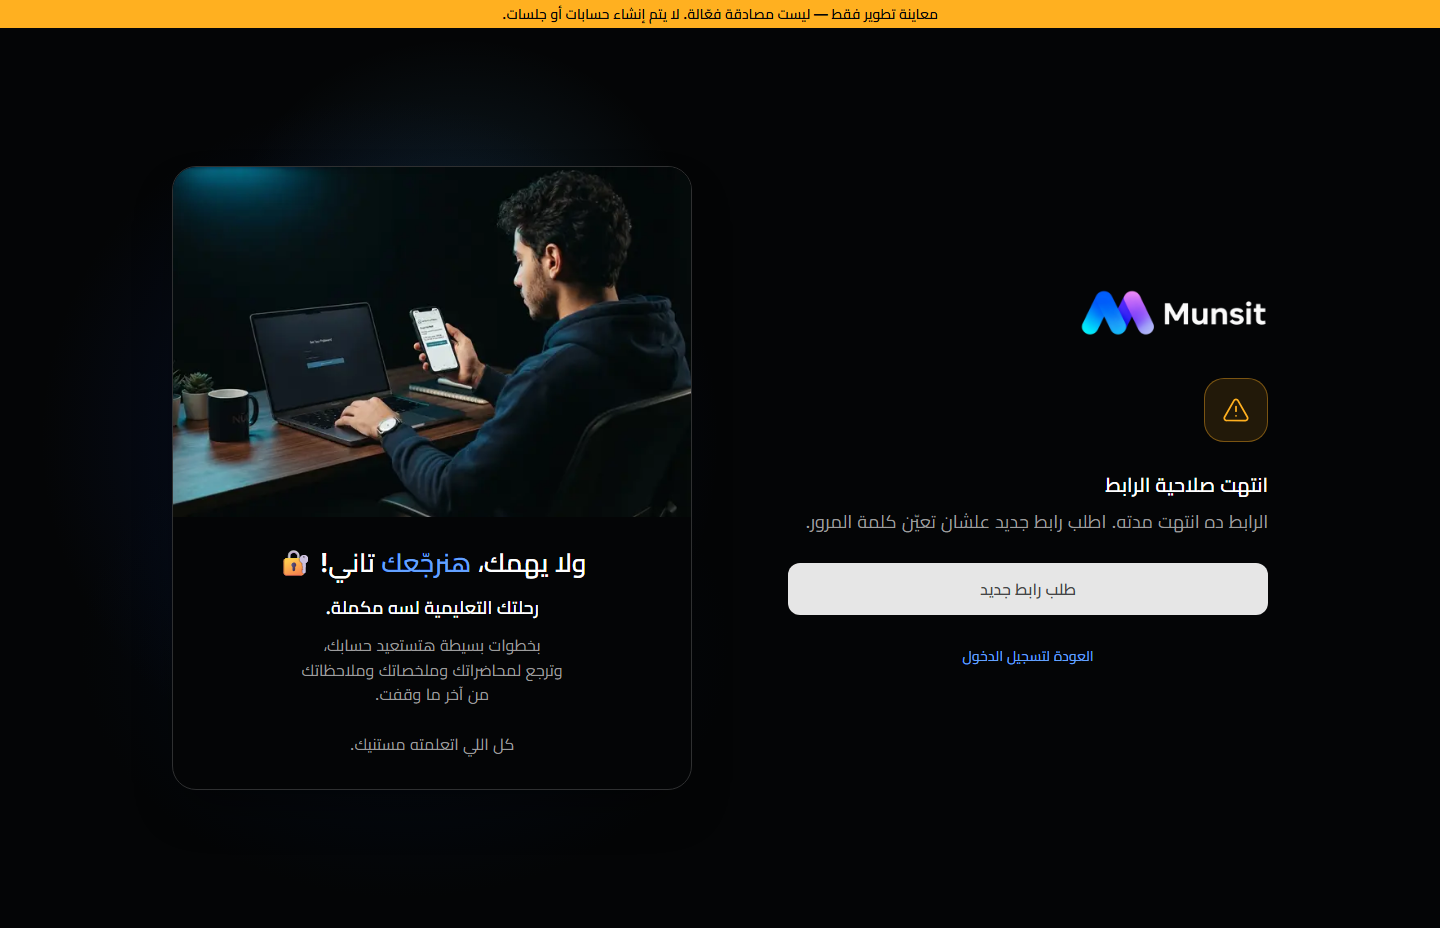 معاينة تطوير فقط — ليست مصادقة فعّالة. لا يتم إنشاء حسابات أو جلسات.
Munsit
انتهت صلاحية الرابط
الرابط ده انتهت مدته. اطلب رابط جديد علشان تعيّن كلمة المرور.
طلب رابط جديد
العودة لتسجيل الدخول
ولا يهمك، هنرجّعك تاني! 🔐
رحلتك التعليمية لسه مكملة.
بخطوات بسيطة هتستعيد حسابك،
وترجع لمحاضراتك وملخصاتك وملاحظاتك
من آخر ما وقفت.
كل اللي اتعلمته مستنيك.